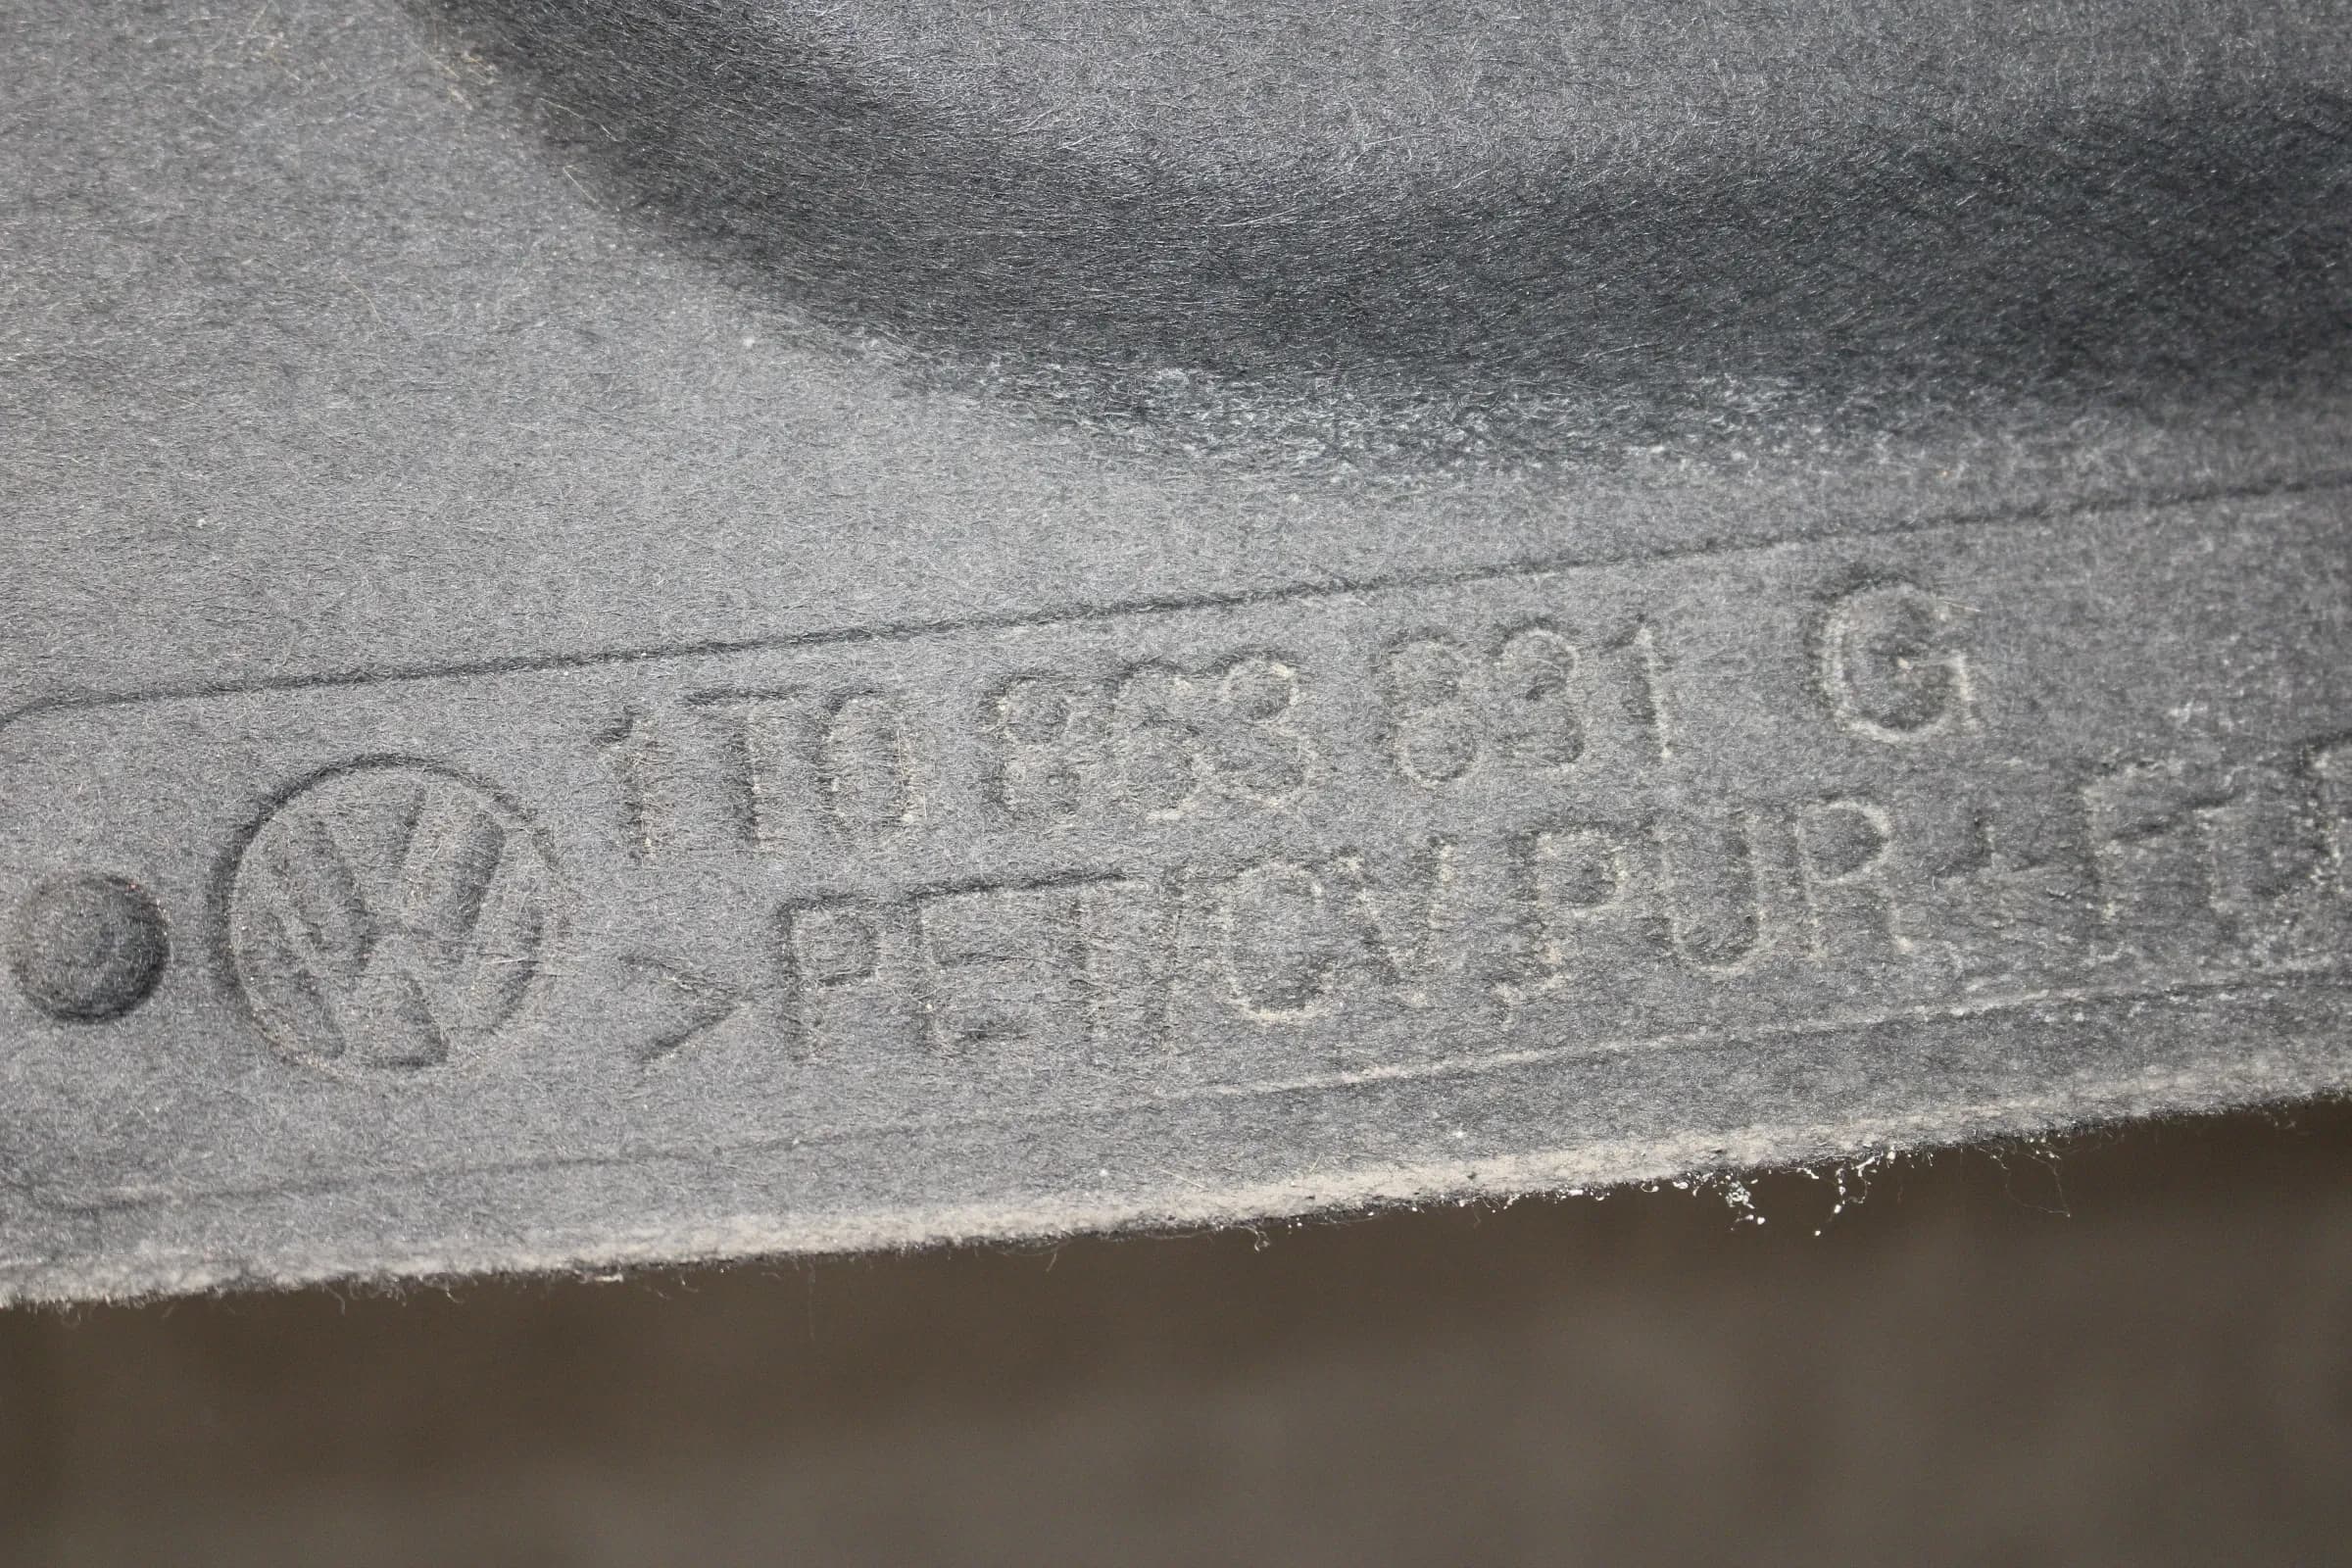 1T0 863 831 G
>PET/CV,PUR+